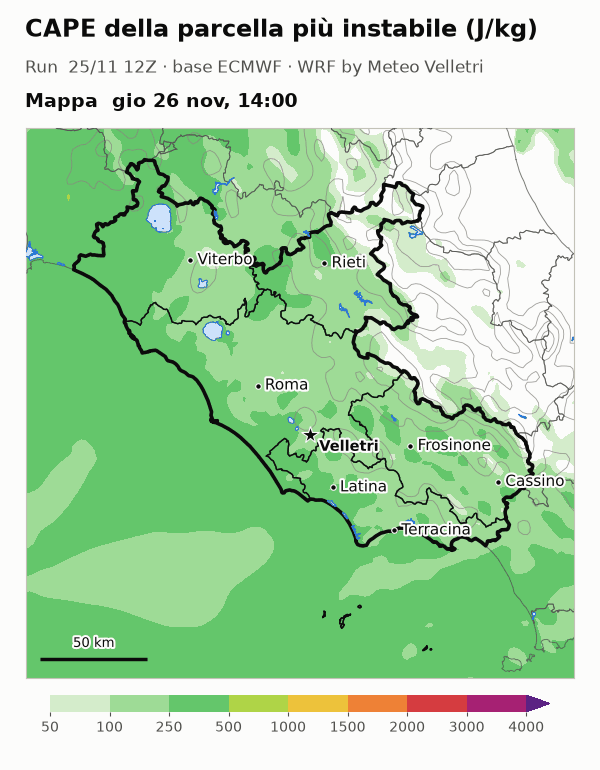 CAPE della parcella più instabile (J/kg)
Run  25/11 12Z · base ECMWF · WRF by Meteo Velletri
Mappa  gio 26 nov, 14:00
Viterbo
Rieti
Roma
Velletri
Frosinone
Cassino
Latina
Terracina
50 km
50 100 250 500 1000 1500 2000 3000 4000